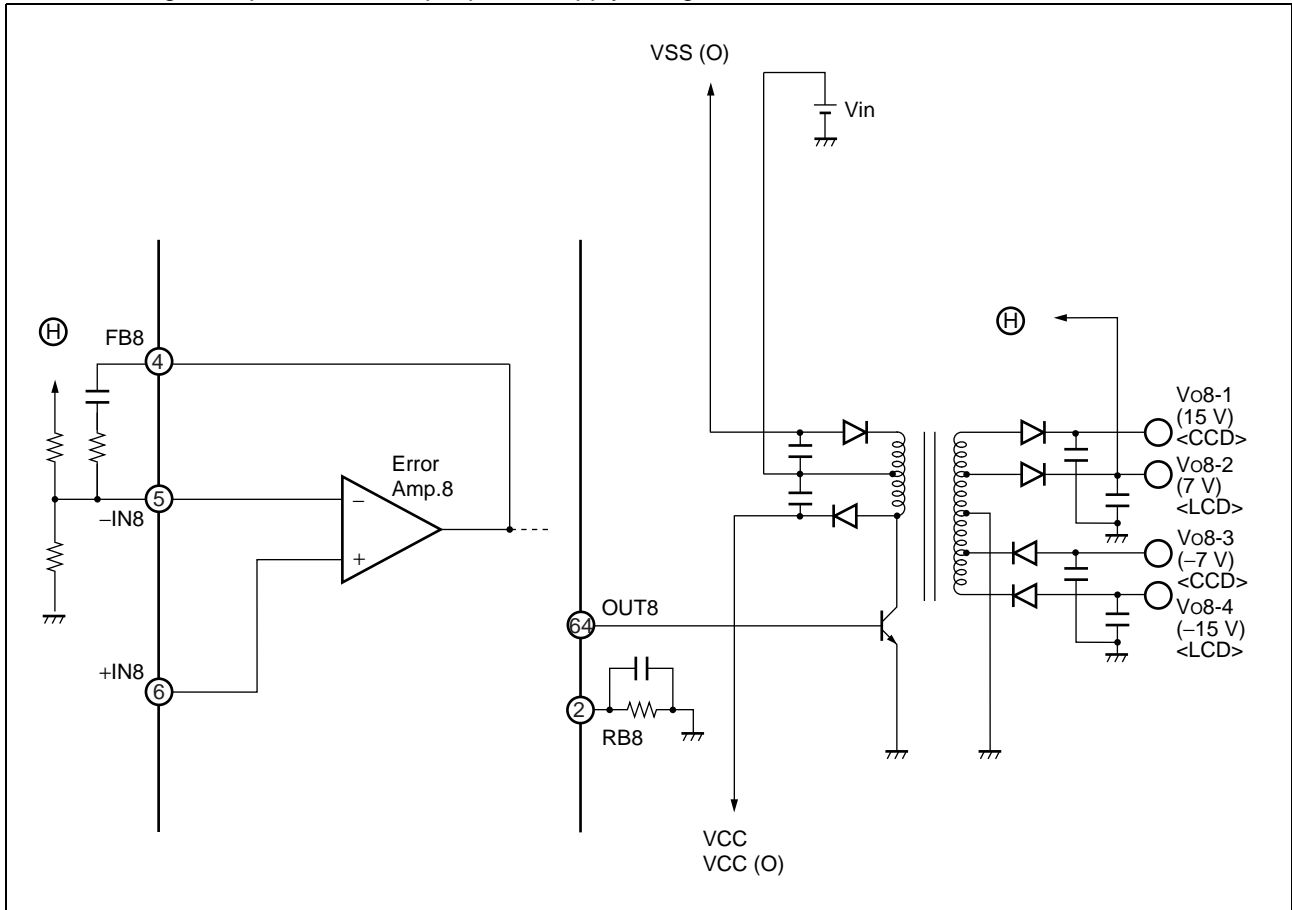 VSS (O)
Vin
H
FB8
4
−IN8
5
+IN8
6
Error
Amp.8
−
+
OUT8
64
2
RB8
VCC
VCC (O)
H
Vo8-1
(15 V)
<CCD>
Vo8-2
(7 V)
<LCD>
Vo8-3
(−7 V)
<CCD>
Vo8-4
(−15 V)
<LCD>